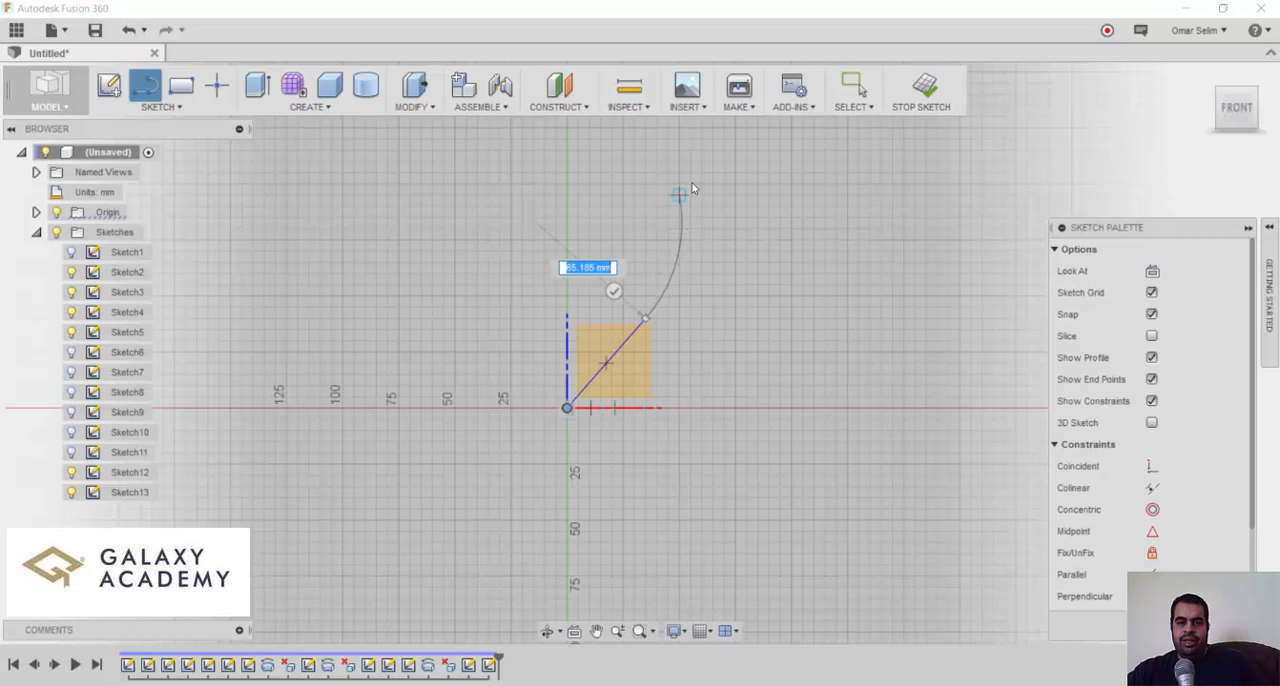 Autodesk Fusion 360
Omar Selim
Untitled*
MODEL
SKETCH
CREATE
MODIFY
ASSEMBLE
CONSTRUCT
INSPECT
INSERT
MAKE
ADD-INS
SELECT
STOP SKETCH
FRONT
BROWSER
(Unsaved)
Named Views
Units: mm
Origin
Sketches
Sketch1
Sketch2
Sketch3
Sketch4
Sketch5
Sketch6
Sketch7
Sketch8
Sketch9
Sketch10
Sketch11
Sketch12
Sketch13
65.185 mm
125
100
75
50
25
25
50
75
SKETCH PALETTE
Options
Look At
Sketch Grid
Snap
Slice
Show Profile
Show End Points
Show Constraints
3D Sketch
Constraints
Coincident
Colinear
Concentric
Midpoint
Fix/UnFix
Parallel
Perpendicular
GETTING STARTED
GALAXY
ACADEMY
COMMENTS